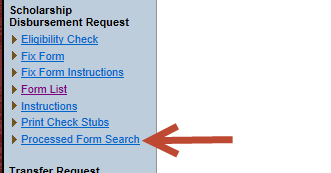 Scholarship
Disbursement Request
Eligibility Check
Fix Form
Fix Form Instructions
Form List
Instructions
Print Check Stubs
Processed Form Search
Transfer Request